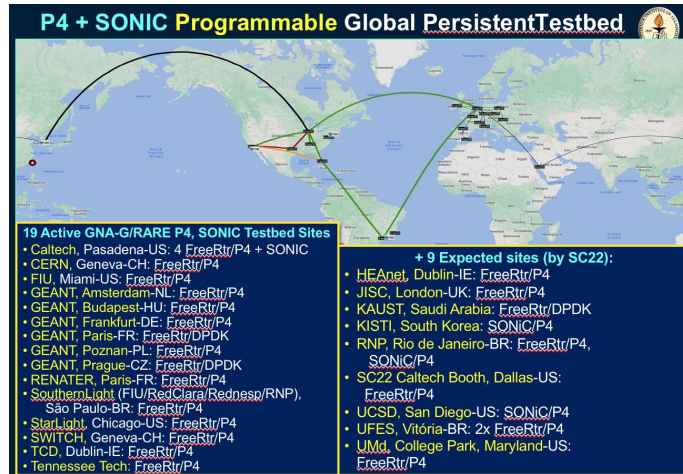 P4 + SONIC Programmable Global PersistentTestbed
19 Active GNA-G/RARE P4, SONIC Testbed Sites
• Caltech, Pasadena-US: 4 FreeRtr/P4 + SONIC
• CERN, Geneva-CH: FreeRtr/P4
• FIU, Miami-US: FreeRtr/P4
• GEANT, Amsterdam-NL: FreeRtr/P4
• GEANT, Budapest-HU: FreeRtr/P4
• GEANT, Frankfurt-DE: FreeRtr/P4
• GEANT, Paris-FR: FreeRtr/DPDK
• GEANT, Poznan-PL: FreeRtr/P4
• GEANT, Prague-CZ: FreeRtr/DPDK
• RENATER, Paris-FR: FreeRtr/P4
• SouthernLight (FIU/RedClara/Rednesp/RNP),
São Paulo-BR: FreeRtr/P4
• StarLight, Chicago-US: FreeRtr/P4
• SWITCH, Geneva-CH: FreeRtr/P4
• TCD, Dublin-IE: FreeRtr/P4
• Tennessee Tech: FreeRtr/P4
+ 9 Expected sites (by SC22):
• HEAnet, Dublin-IE: FreeRtr/P4
• JISC, London-UK: FreeRtr/P4
• KAUST, Saudi Arabia: FreeRtr/DPDK
• KISTI, South Korea: SONiC/P4
• RNP, Rio de Janeiro-BR: FreeRtr/P4,
SONiC/P4
• SC22 Caltech Booth, Dallas-US:
FreeRtr/P4
• UCSD, San Diego-US: SONiC/P4
• UFES, Vitória-BR: 2x FreeRtr/P4
• UMd, College Park, Maryland-US:
FreeRtr/P4